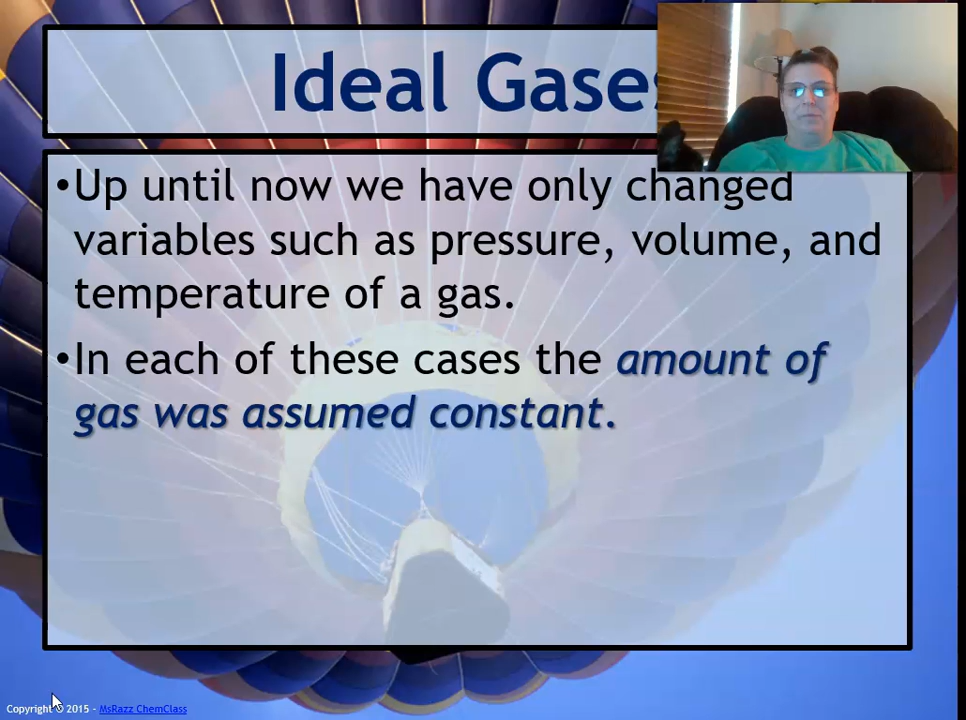 Ideal Gases
•Up until now we have only changed
variables such as pressure, volume, and
temperature of a gas.
•In each of these cases the amount of
gas was assumed constant.
Copyright © 2015 - MsRazz ChemClass